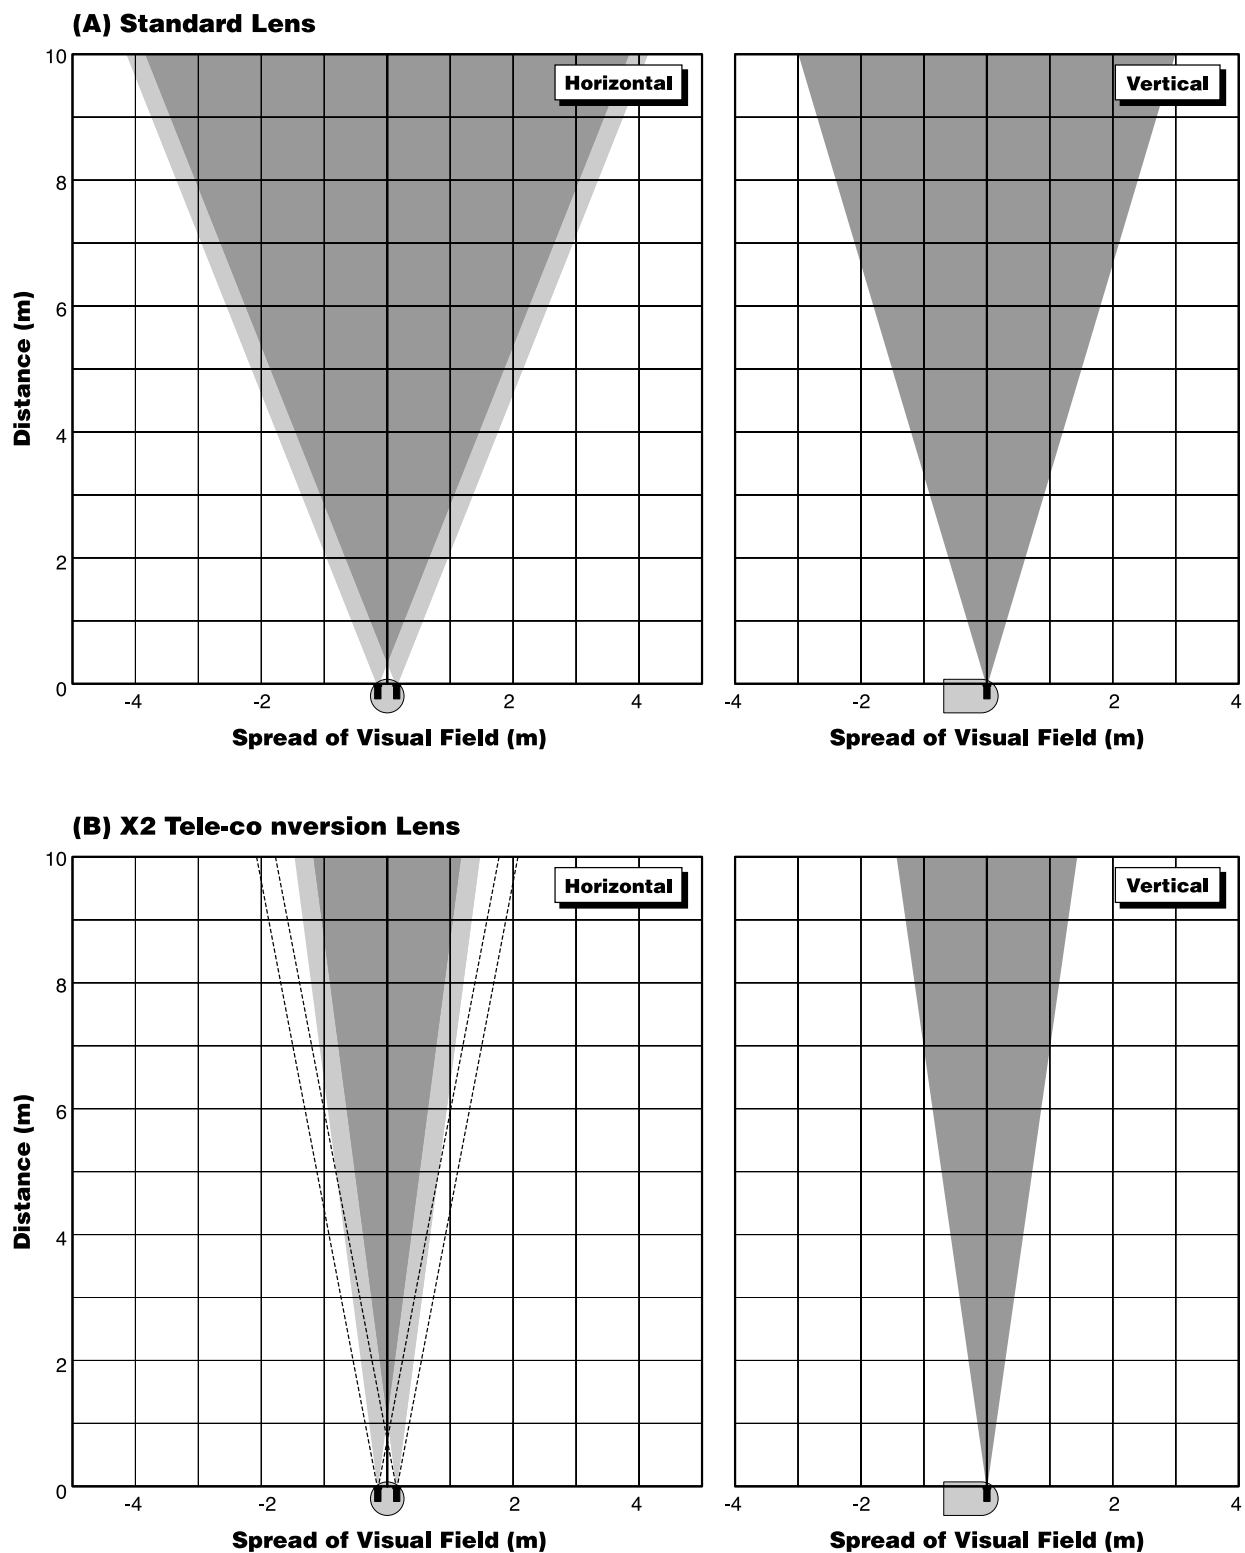 (A) Standard Lens
10
8
6
4
2
0
Distance (m)
Horizontal
-4
-2
2
4
Spread of Visual Field (m)
Vertical
-4
-2
2
4
Spread of Visual Field (m)
(B) X2 Tele-co nversion Lens
10
8
6
4
2
0
Distance (m)
Horizontal
-4
-2
2
4
Spread of Visual Field (m)
Vertical
-4
-2
2
4
Spread of Visual Field (m)